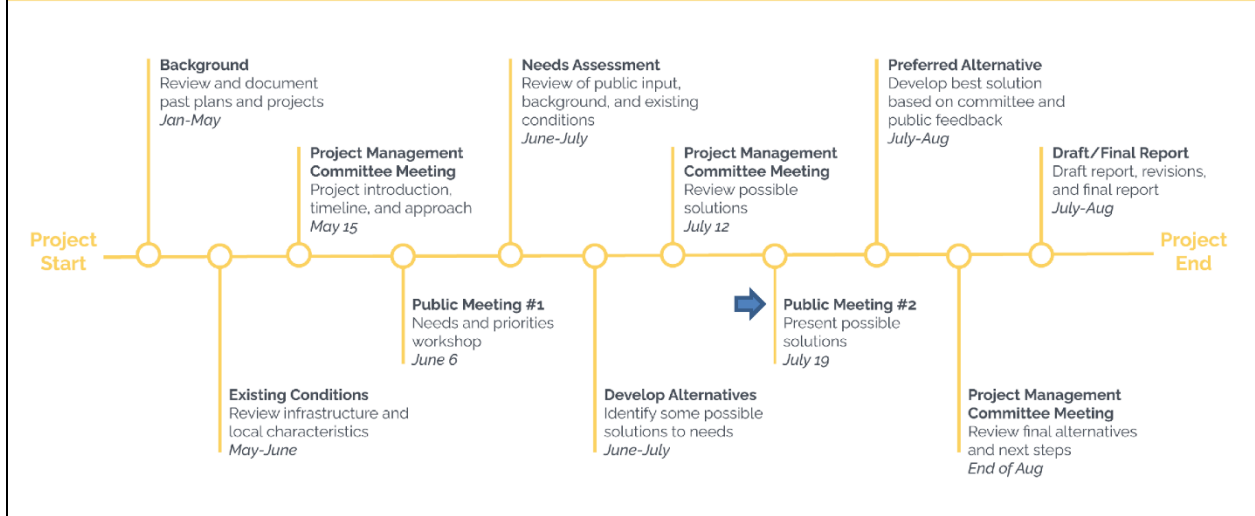 Background
Review and document
past plans and projects
Jan-May
Needs Assessment
Review of public input,
background, and existing
conditions
June-July
Preferred Alternative
Develop best solution
based on committee and
public feedback
July-Aug
Project Management
Committee Meeting
Project introduction,
timeline, and approach
May 15
Project Management
Committee Meeting
Review possible
solutions
July 12
Draft/Final Report
Draft report, revisions,
and final report
July-Aug
Project
Start
Project
End
Public Meeting #1
Needs and priorities
workshop
June 6
Public Meeting #2
Present possible
solutions
July 19
Existing Conditions
Review infrastructure and
local characteristics
May-June
Develop Alternatives
Identify some possible
solutions to needs
June-July
Project Management
Committee Meeting
Review final alternatives
and next steps
End of Aug